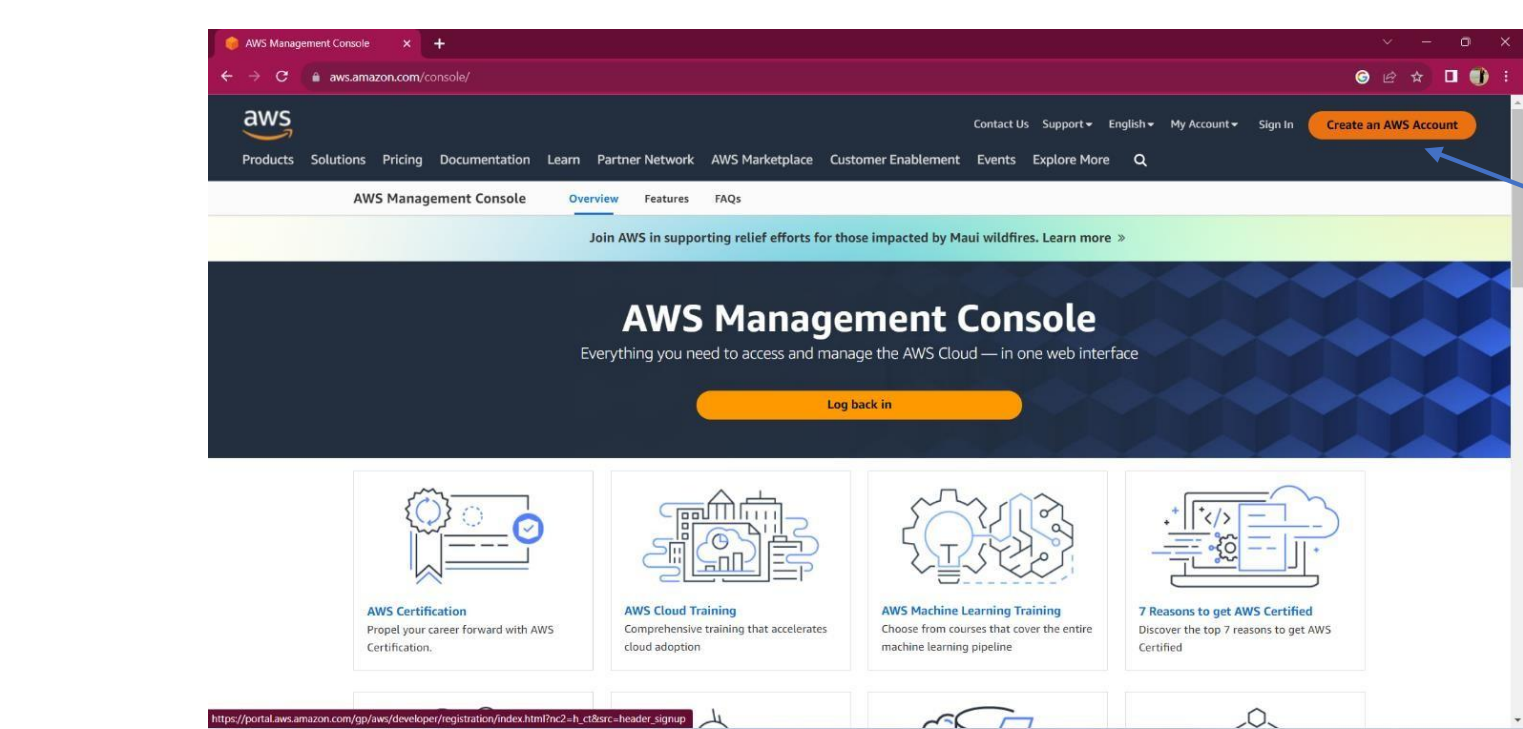 AWS Management Console
aws.amazon.com/console/
aws
Contact Us Support English My Account Sign In Create an AWS Account
Products Solutions Pricing Documentation Learn Partner Network AWS Marketplace Customer Enablement Events Explore More
AWS Management Console Overview Features FAQs
Join AWS in supporting relief efforts for those impacted by Maui wildfires. Learn more »
AWS Management Console
Everything you need to access and manage the AWS Cloud — in one web interface
Log back in
AWS Certification
Propel your career forward with AWS
Certification.
AWS Cloud Training
Comprehensive training that accelerates
cloud adoption
AWS Machine Learning Training
Choose from courses that cover the entire
machine learning pipeline
7 Reasons to get AWS Certified
Discover the top 7 reasons to get AWS
Certified
https://portal.aws.amazon.com/gp/aws/developer/registration/index.html?nc2=h_ct&src=header_signup